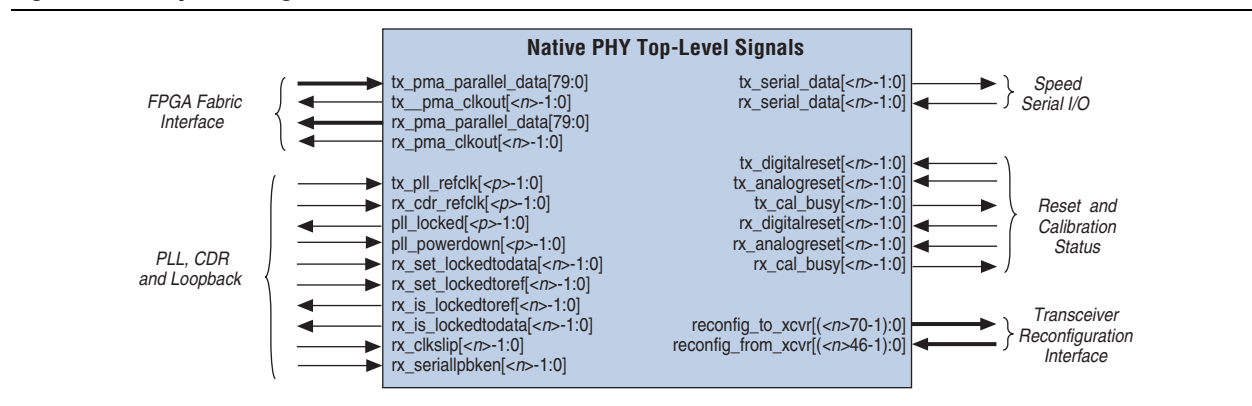 Native PHY Top-Level Signals
FPGA Fabric
Interface
tx_pma_parallel_data[79:0]
tx__pma_clkout[<n>-1:0]
rx_pma_parallel_data[79:0]
rx_pma_clkout[<n>-1:0]
PLL, CDR
and Loopback
tx_pll_refclk[<p>-1:0]
rx_cdr_refclk[<p>-1:0]
pll_locked[<p>-1:0]
pll_powerdown[<p>-1:0]
rx_set_lockedtodata[<n>-1:0]
rx_set_lockedtoref[<n>-1:0]
rx_is_lockedtoref[<n>-1:0]
rx_is_lockedtodata[<n>-1:0]
rx_clkslip[<n>-1:0]
rx_seriallpbken[<n>-1:0]
tx_serial_data[<n>-1:0]
rx_serial_data[<n>-1:0]
Speed
Serial I/O
tx_digitalreset[<n>-1:0]
tx_analogreset[<n>-1:0]
tx_cal_busy[<n>-1:0]
rx_digitalreset[<n>-1:0]
rx_analogreset[<n>-1:0]
rx_cal_busy[<n>-1:0]
Reset and
Calibration
Status
reconfig_to_xcvr[(<n>70-1):0]
reconfig_from_xcvr[(<n>46-1):0]
Transceiver
Reconfiguration
Interface